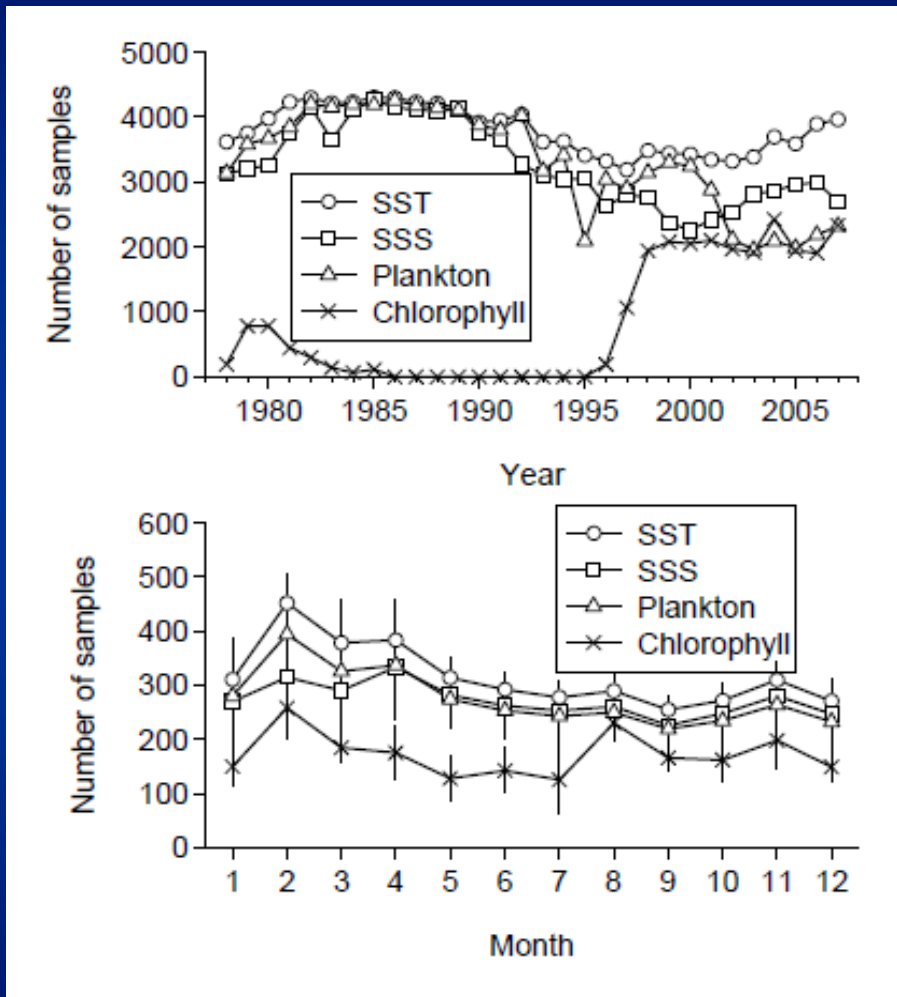 5000
4000
3000
2000
1000
0
Number of samples
SST
SSS
Plankton
Chlorophyll
1980 1985 1990 1995 2000 2005
Year
600
500
400
300
200
100
0
Number of samples
SST
SSS
Plankton
Chlorophyll
1 2 3 4 5 6 7 8 9 10 11 12
Month